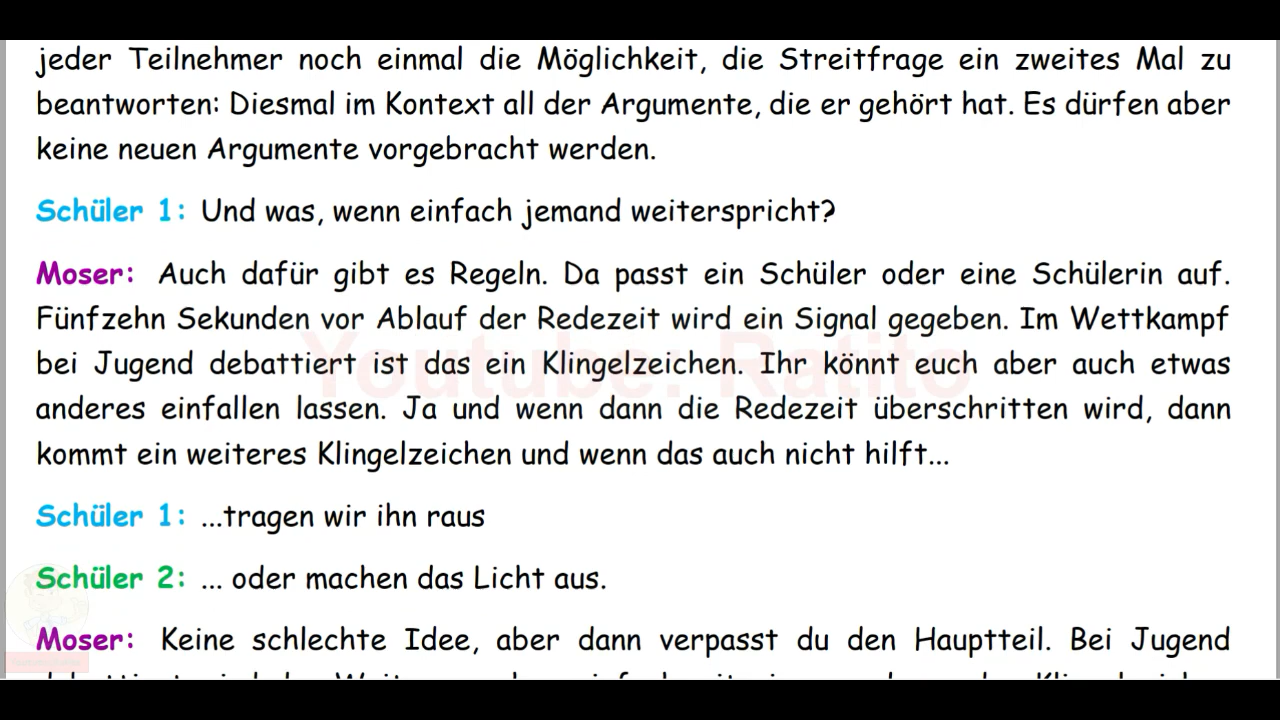 jeder Teilnehmer noch einmal die Möglichkeit, die Streitfrage ein zweites Mal zu
beantworten: Diesmal im Kontext all der Argumente, die er gehört hat. Es dürfen aber
keine neuen Argumente vorgebracht werden.
Schüler 1: Und was, wenn einfach jemand weiterspricht?
Moser: Auch dafür gibt es Regeln. Da passt ein Schüler oder eine Schülerin auf.
Fünfzehn Sekunden vor Ablauf der Redezeit wird ein Signal gegeben. Im Wettkampf
Youtube: Ratito
bei Jugend debattiert ist das ein Klingelzeichen. Ihr könnt euch aber auch etwas
anderes einfallen lassen. Ja und wenn dann die Redezeit überschritten wird, dann
kommt ein weiteres Klingelzeichen und wenn das auch nicht hilft...
Schüler 1: ...tragen wir ihn raus
Schüler 2: ... oder machen das Licht aus.
Moser: Keine schlechte Idee, aber dann verpasst du den Hauptteil. Bei Jugend